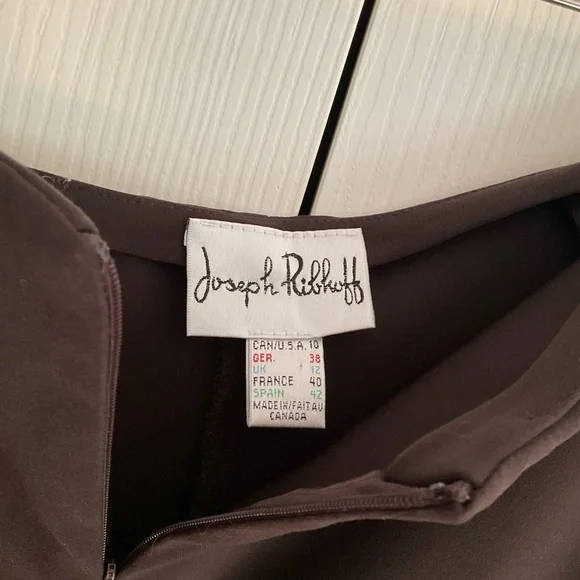 Joseph Ribkoff
CAN/U.S.A. 10
GER. 38
UK 12
FRANCE 40
SPAIN 42
MADE IN/FAIT AU
CANADA